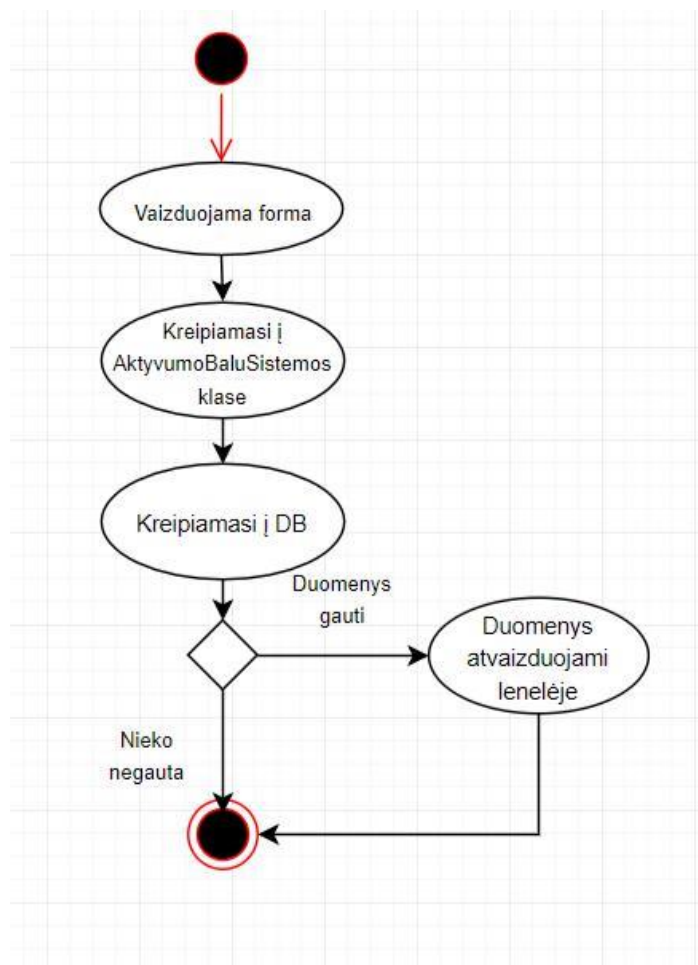 Vaizduojama forma
Kreipiamasi į
AktyvumoBaluSistemos
klase
Kreipiamasi į DB
Duomenys
gauti
Duomenys
atvaizduojami
lenelėje
Nieko
negauta